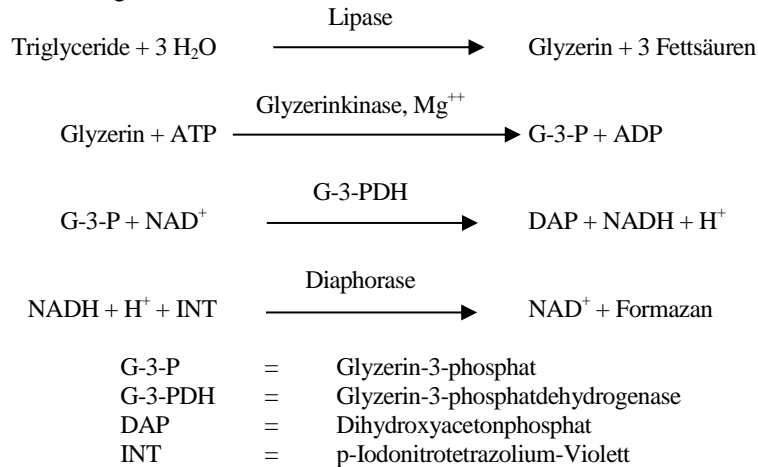 Lipase
Triglyceride + 3 H₂O Glyzerin + 3 Fettsäuren
Glyzerinkinase, Mg⁺⁺
Glyzerin + ATP G-3-P + ADP
G-3-PDH
G-3-P + NAD⁺ DAP + NADH + H⁺
Diaphorase
NADH + H⁺ + INT NAD⁺ + Formazan
G-3-P = Glyzerin-3-phosphat
G-3-PDH = Glyzerin-3-phosphatdehydrogenase
DAP = Dihydroxyacetonphosphat
INT = p-Iodonitrotetrazolium-Violett